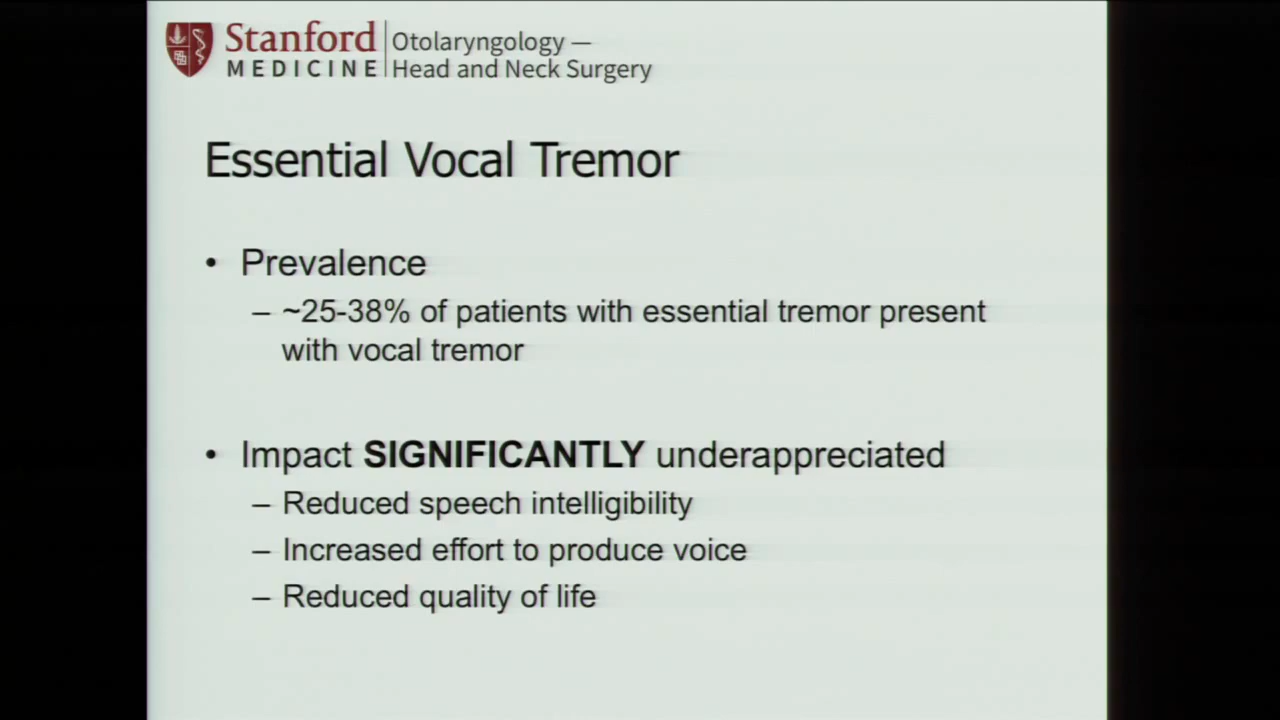 Stanford
MEDICINE
Otolaryngology —
Head and Neck Surgery
Essential Vocal Tremor
• Prevalence
– ~25-38% of patients with essential tremor present
with vocal tremor
• Impact SIGNIFICANTLY underappreciated
– Reduced speech intelligibility
– Increased effort to produce voice
– Reduced quality of life